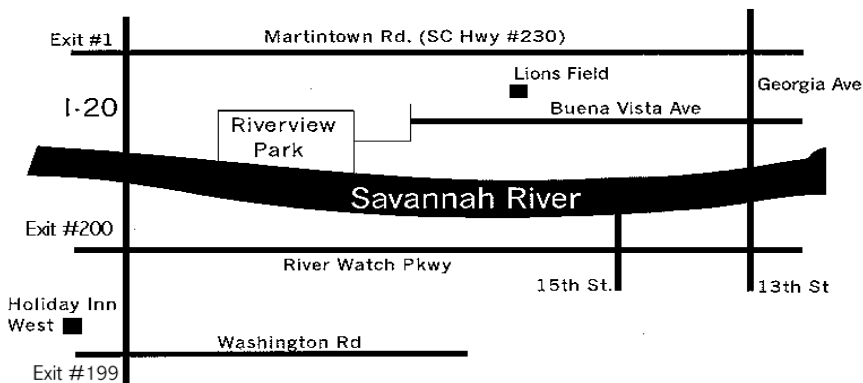 Exit #1
Martintown Rd. (SC Hwy #230)
Lions Field
Georgia Ave
I-20
Buena Vista Ave
Riverview
Park
Savannah River
Exit #200
River Watch Pkwy
15th St.
13th St
Holiday Inn
West
Washington Rd
Exit #199